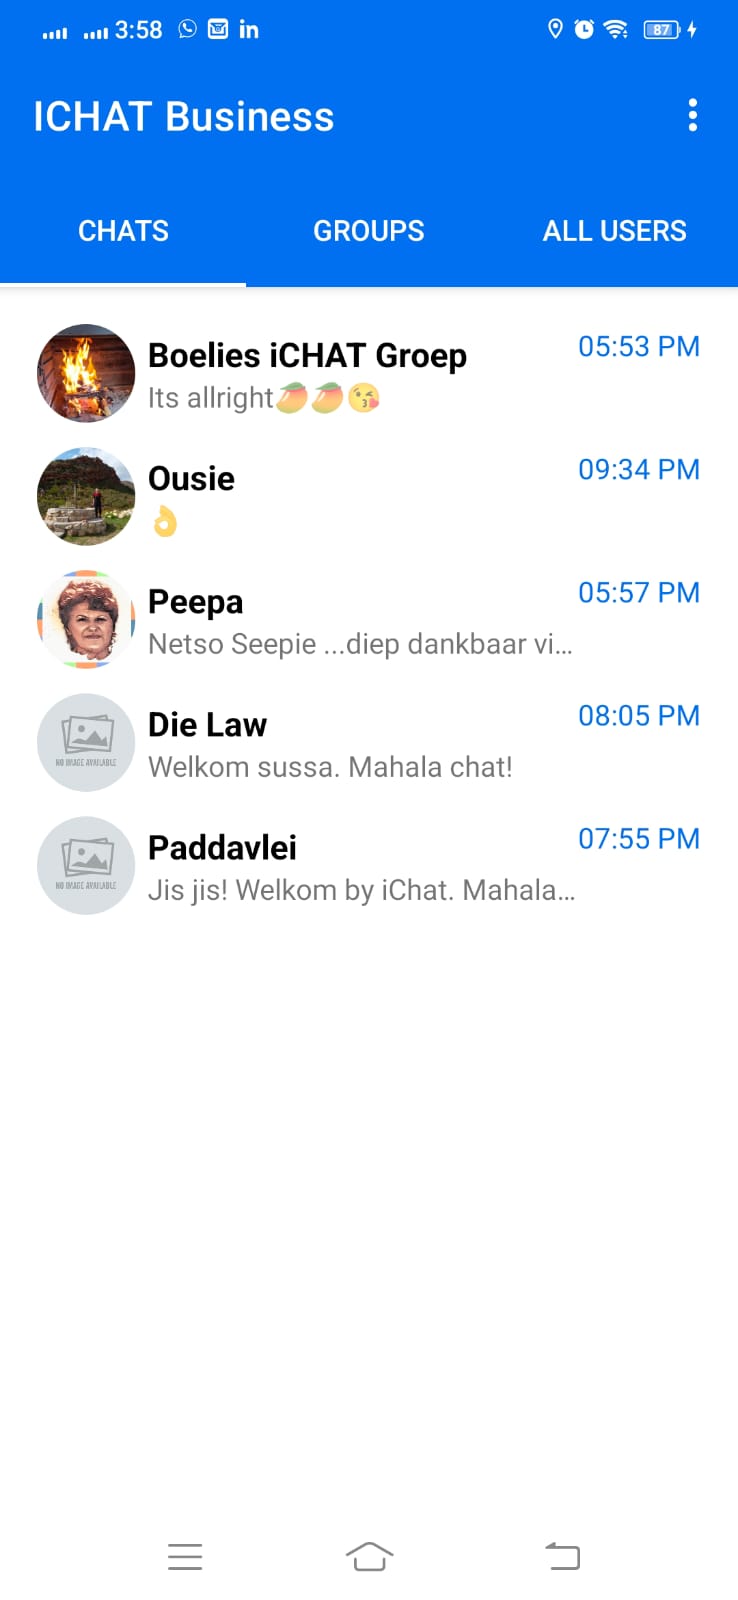 3:58
in
87
ICHAT Business
CHATS
GROUPS
ALL USERS
Boelies iCHAT Groep
05:53 PM
Its allright🥭🥭😘
Ousie
09:34 PM
👌
Peepa
05:57 PM
Netso Seepie ...diep dankbaar vi...
Die Law
08:05 PM
NO IMAGE AVAILABLE
Welkom sussa. Mahala chat!
Paddavlei
07:55 PM
NO IMAGE AVAILABLE
Jis jis! Welkom by iChat. Mahala...